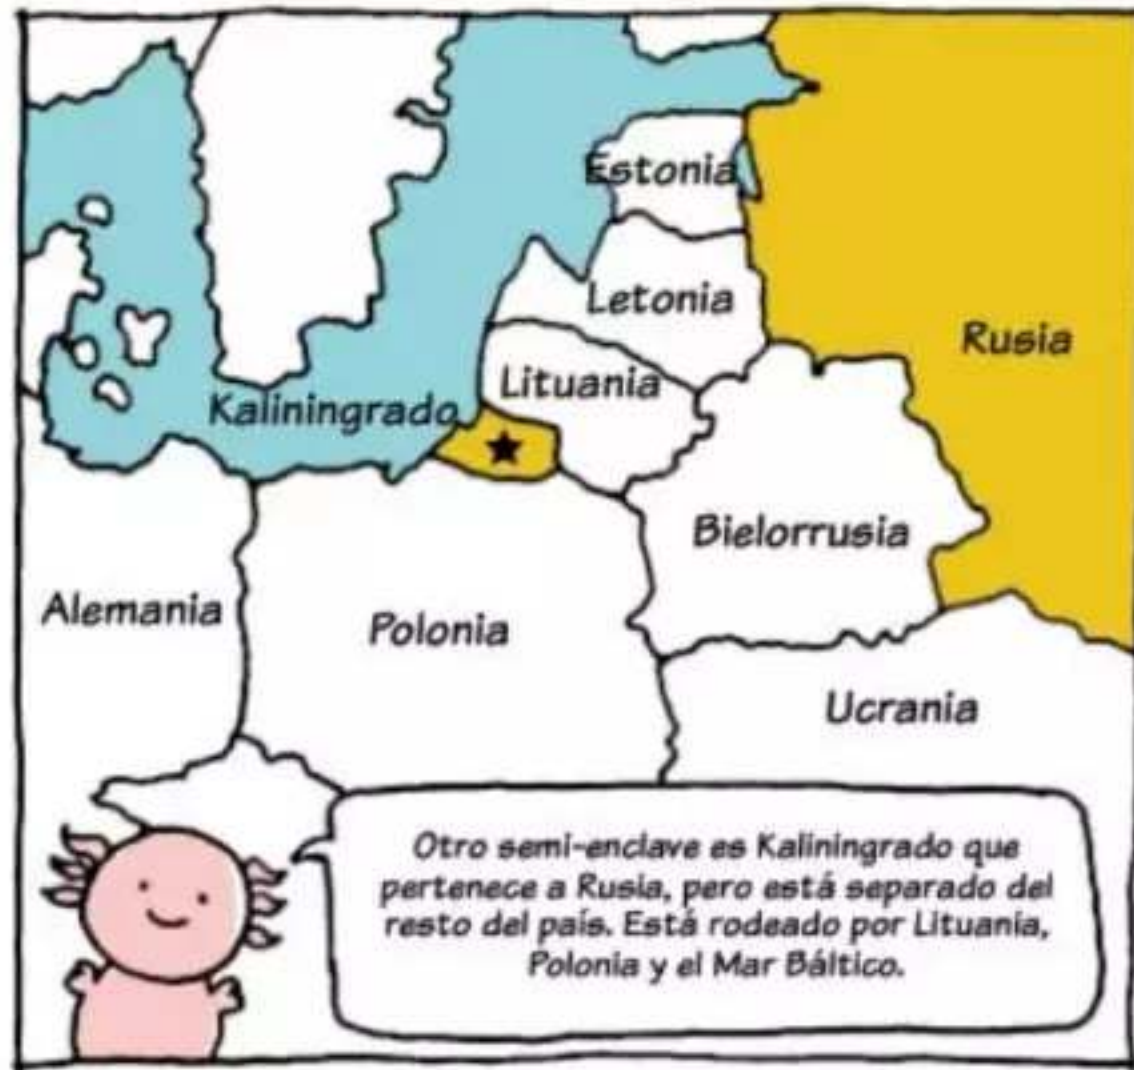 Estonia
Letonia
Rusia
Lituania
Kaliningrado
Bielorrusia
Alemania
Polonia
Ucrania
Otro semi-enclave es Kaliningrado que
pertenece a Rusia, pero está separado del
resto del país. Está rodeado por Lituania,
Polonia y el Mar Báltico.